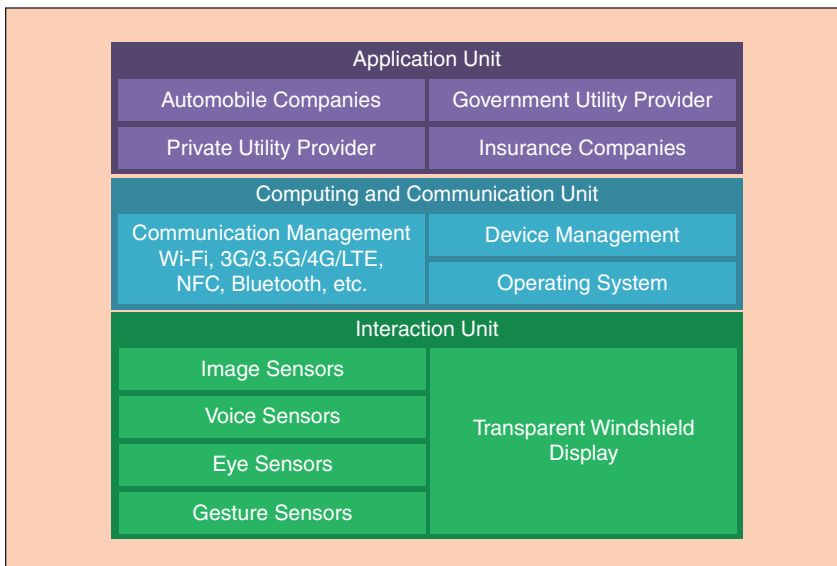 Application Unit
Automobile Companies
Government Utility Provider
Private Utility Provider
Insurance Companies
Computing and Communication Unit
Communication Management
Wi-Fi, 3G/3.5G/4G/LTE,
NFC, Bluetooth, etc.
Device Management
Operating System
Interaction Unit
Image Sensors
Voice Sensors
Eye Sensors
Gesture Sensors
Transparent Windshield
Display